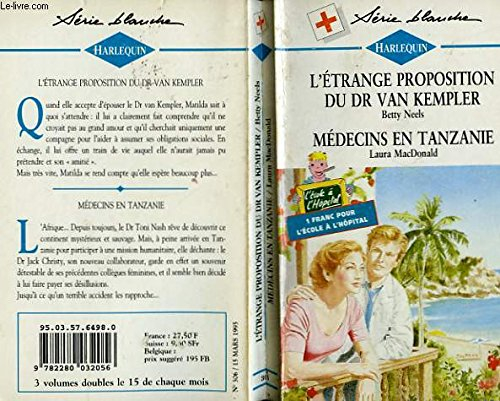 © Le-livre.com
Série blanche
HARLEQUIN
L'ÉTRANGE PROPOSITION DU DR VAN KEMPLER
Quand elle accepte d'épouser le Dr van Kempler, Matilda sait à
quoi s'attendre : il lui a clairement fait comprendre qu'il ne
croyait pas au grand amour et qu'il cherchait uniquement une
compagne pour l'aider à assumer ses obligations sociales. En
échange, il lui offre un train de vie auquel elle n'aurait jamais pu
prétendre et son « amitié ».
Mais très vite, Matilda se rend compte qu'elle espère beaucoup plus...
MÉDECINS EN TANZANIE
L'Afrique... Depuis toujours, le Dr Toni Nash rêve de découvrir ce
continent mystérieux et sauvage. Mais, à peine arrivée en Tan-
zanie pour participer à une mission humanitaire, elle déchante : le
Dr Jack Christy, son nouveau collaborateur, garde en effet un souvenir
détestable de ses précédentes collègues féminines, et il semble bien décidé
à lui faire payer ses désillusions.
Jusqu'à ce qu'un terrible accident les rapproche...
95.03.57.6498.0
9 782280 032056
France : 27,50 F
Suisse : 9,90 SFr
Belgique :
prix suggéré 195 FB
3 volumes doubles le 15 de chaque mois
N° 306 / 15 MARS 1995
L'ÉTRANGE PROPOSITION DU DR VAN KEMPLER / Betty Neels
MÉDECINS EN TANZANIE / Laura MacDonald
Série blanche
HARLEQUIN
L'ÉTRANGE PROPOSITION
DU DR VAN KEMPLER
Betty Neels
MÉDECINS EN TANZANIE
Laura MacDonald
L'école à
l'Hôpital
1 FRANC POUR
L'ÉCOLE À L'HÔPITAL